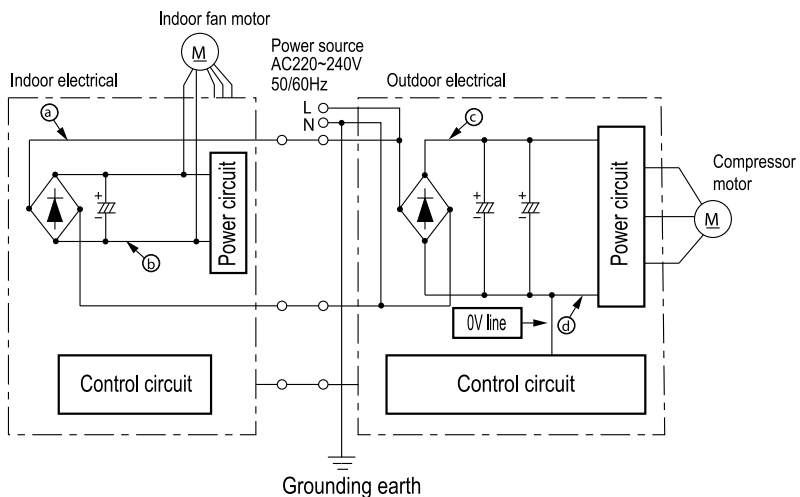 Indoor fan motor
M
Power source
AC220~240V
50/60Hz
Indoor electrical
Outdoor electrical
L
N
ⓐ
ⓒ
+
−
+
−
+
−
Power circuit
Power circuit
Compressor
motor
M
ⓑ
0V line
ⓓ
Control circuit
Control circuit
Grounding earth